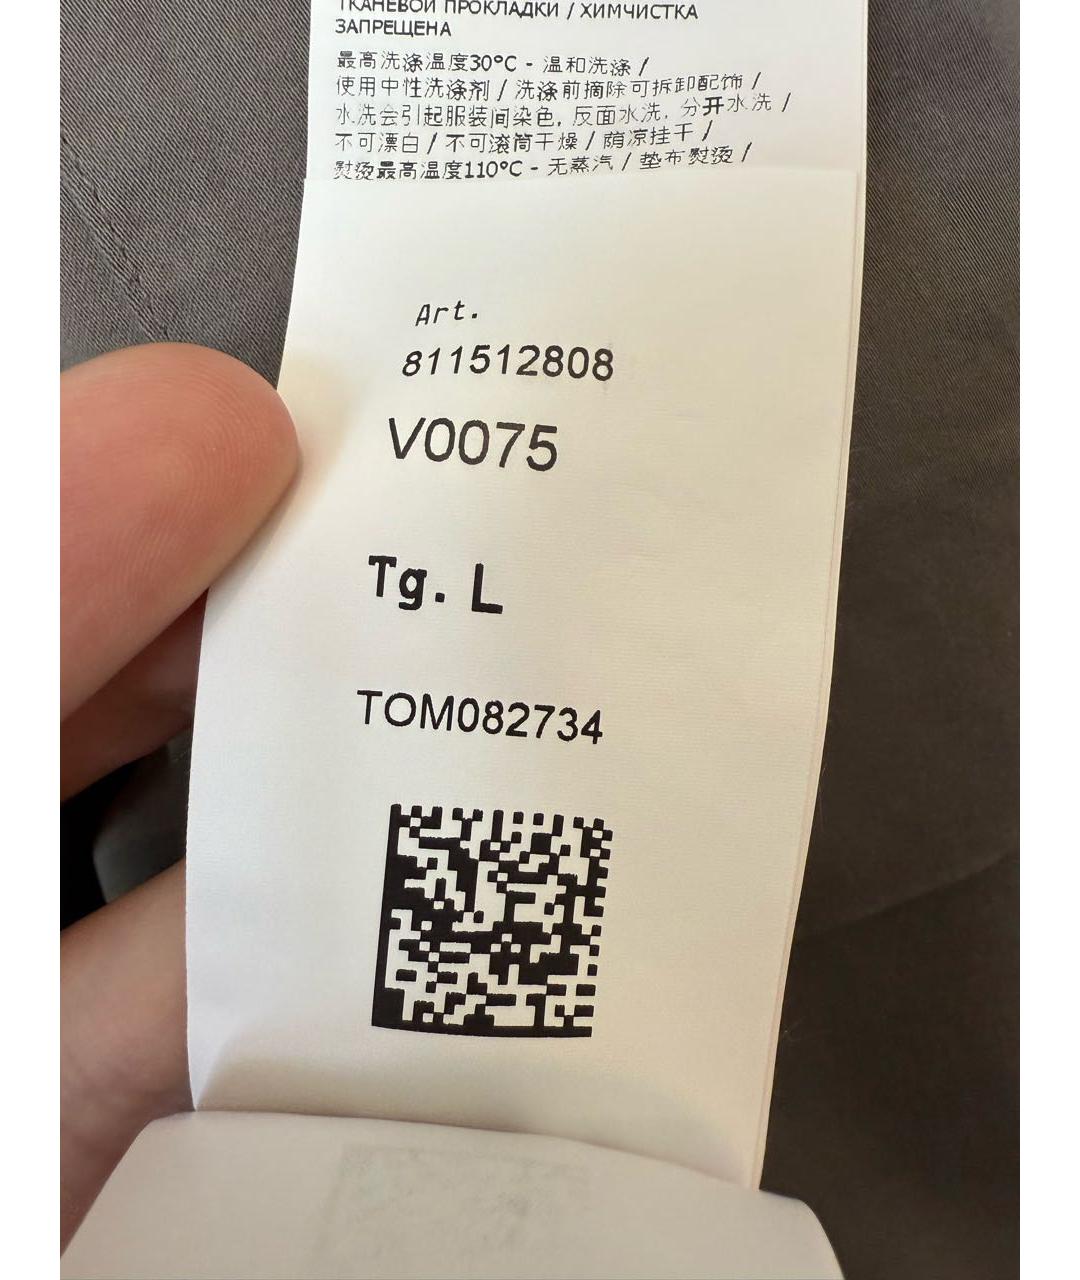 ТКАНЕВОЙ ПРОКЛАДКИ / ХИМЧИСТКА
ЗАПРЕЩЕНА
最高洗涤温度30°C - 温和洗涤 /
使用中性洗涤剂 / 洗涤前摘除可拆卸配饰 /
水洗会引起服装间染色, 反面水洗, 分开水洗 /
不可漂白 / 不可滚筒干燥 / 荫凉挂干 /
熨烫最高温度110°C - 无蒸汽 / 垫布熨烫 /
Art.
811512808
V0075
Tg. L
TOM082734